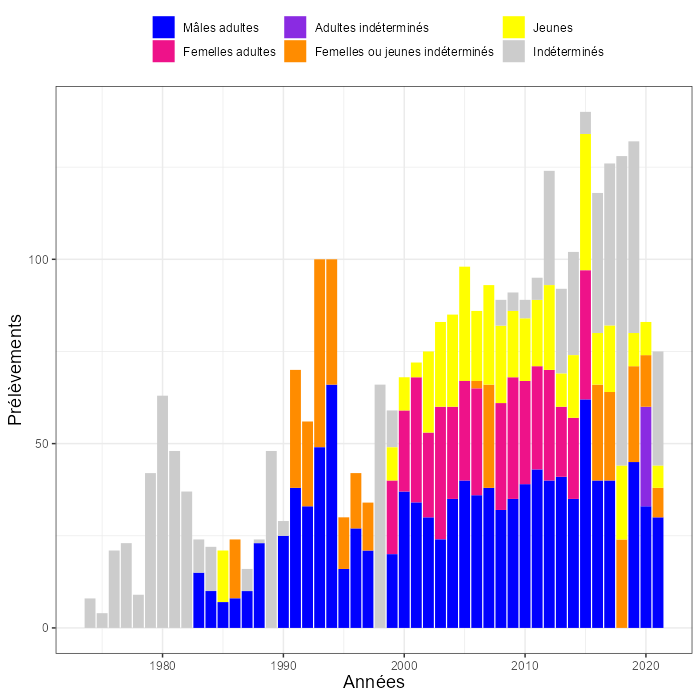 Mâles adultes Adultes indéterminés Jeunes
Femelles adultes Femelles ou jeunes indéterminés Indéterminés
100
50
0
Prélèvements
1980 1990 2000 2010 2020
Années